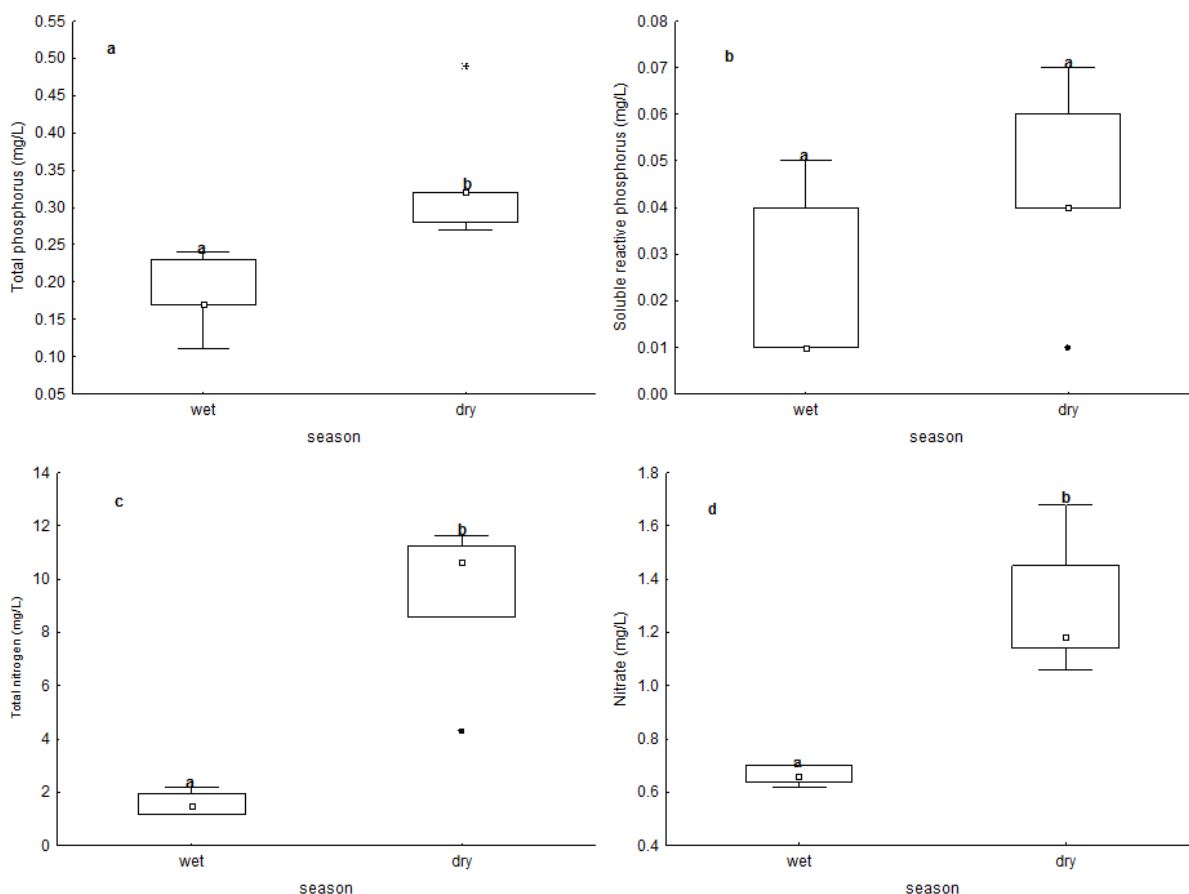 a
Total phosphorus (mg/L)
0.55
0.50
0.45
0.40
0.35
0.30
0.25
0.20
0.15
0.10
0.05
a
b
wet
dry
season
b
Soluble reactive phosphorus (mg/L)
0.08
0.07
0.06
0.05
0.04
0.03
0.02
0.01
0.00
a
a
wet
dry
season
c
Total nitrogen (mg/L)
14
12
10
8
6
4
2
0
a
b
wet
dry
season
d
Nitrate (mg/L)
1.8
1.6
1.4
1.2
1.0
0.8
0.6
0.4
a
b
wet
dry
season